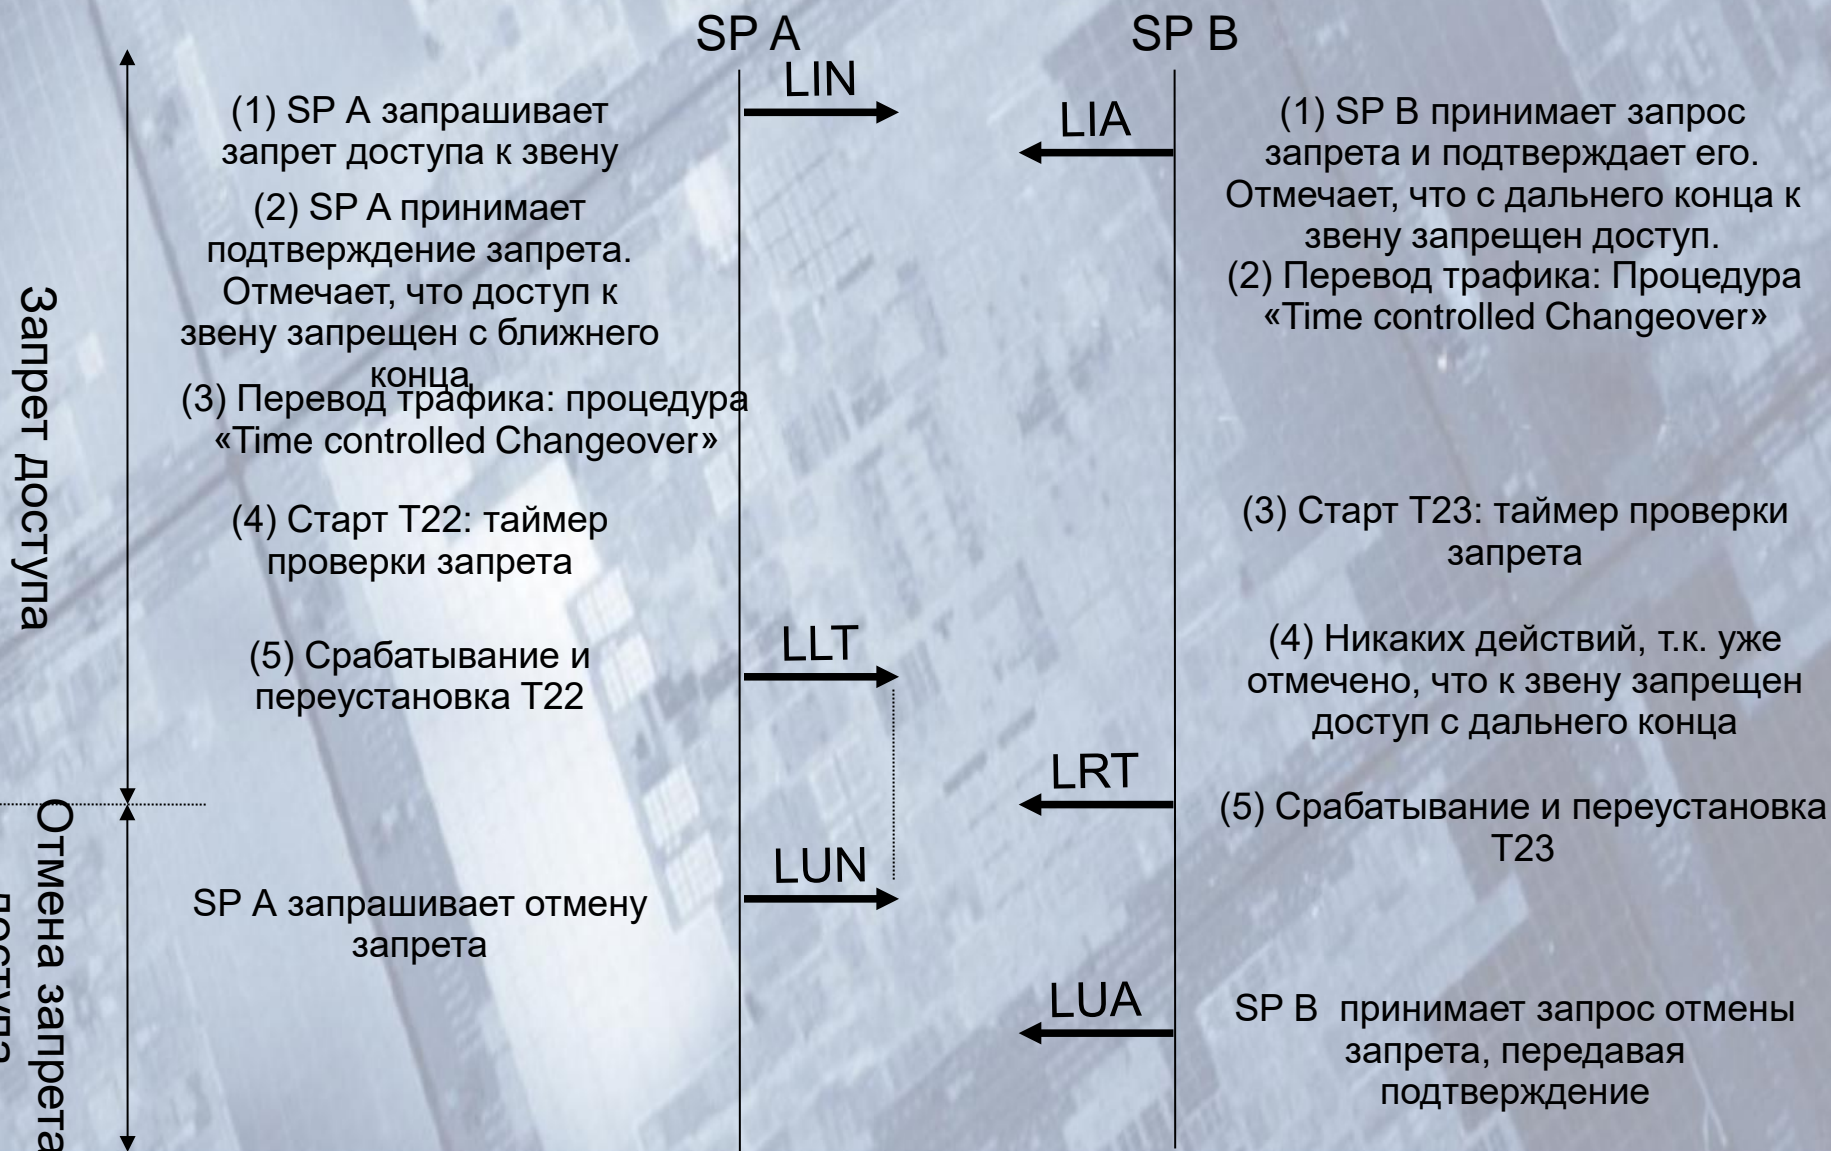 SP A
SP B
LIN
LIA
(1) SP A запрашивает
запрет доступа к звену
(2) SP A принимает
подтверждение запрета.
Отмечает, что доступ к
звену запрещен с ближнего
конца
(3) Перевод трафика: процедура
«Time controlled Changeover»
(4) Старт Т22: таймер
проверки запрета
(5) Срабатывание и
переустановка Т22
(1) SP B принимает запрос
запрета и подтверждает его.
Отмечает, что с дальнего конца к
звену запрещен доступ.
(2) Перевод трафика: Процедура
«Time controlled Changeover»
(3) Старт Т23: таймер проверки
запрета
LLT
(4) Никаких действий, т.к. уже
отмечено, что к звену запрещен
доступ с дальнего конца
LRT
(5) Срабатывание и переустановка
Т23
Запрет доступа
LUN
SP A запрашивает отмену
запрета
LUA
SP B принимает запрос отмены
запрета, передавая
подтверждение
Отмена запрета
доступа